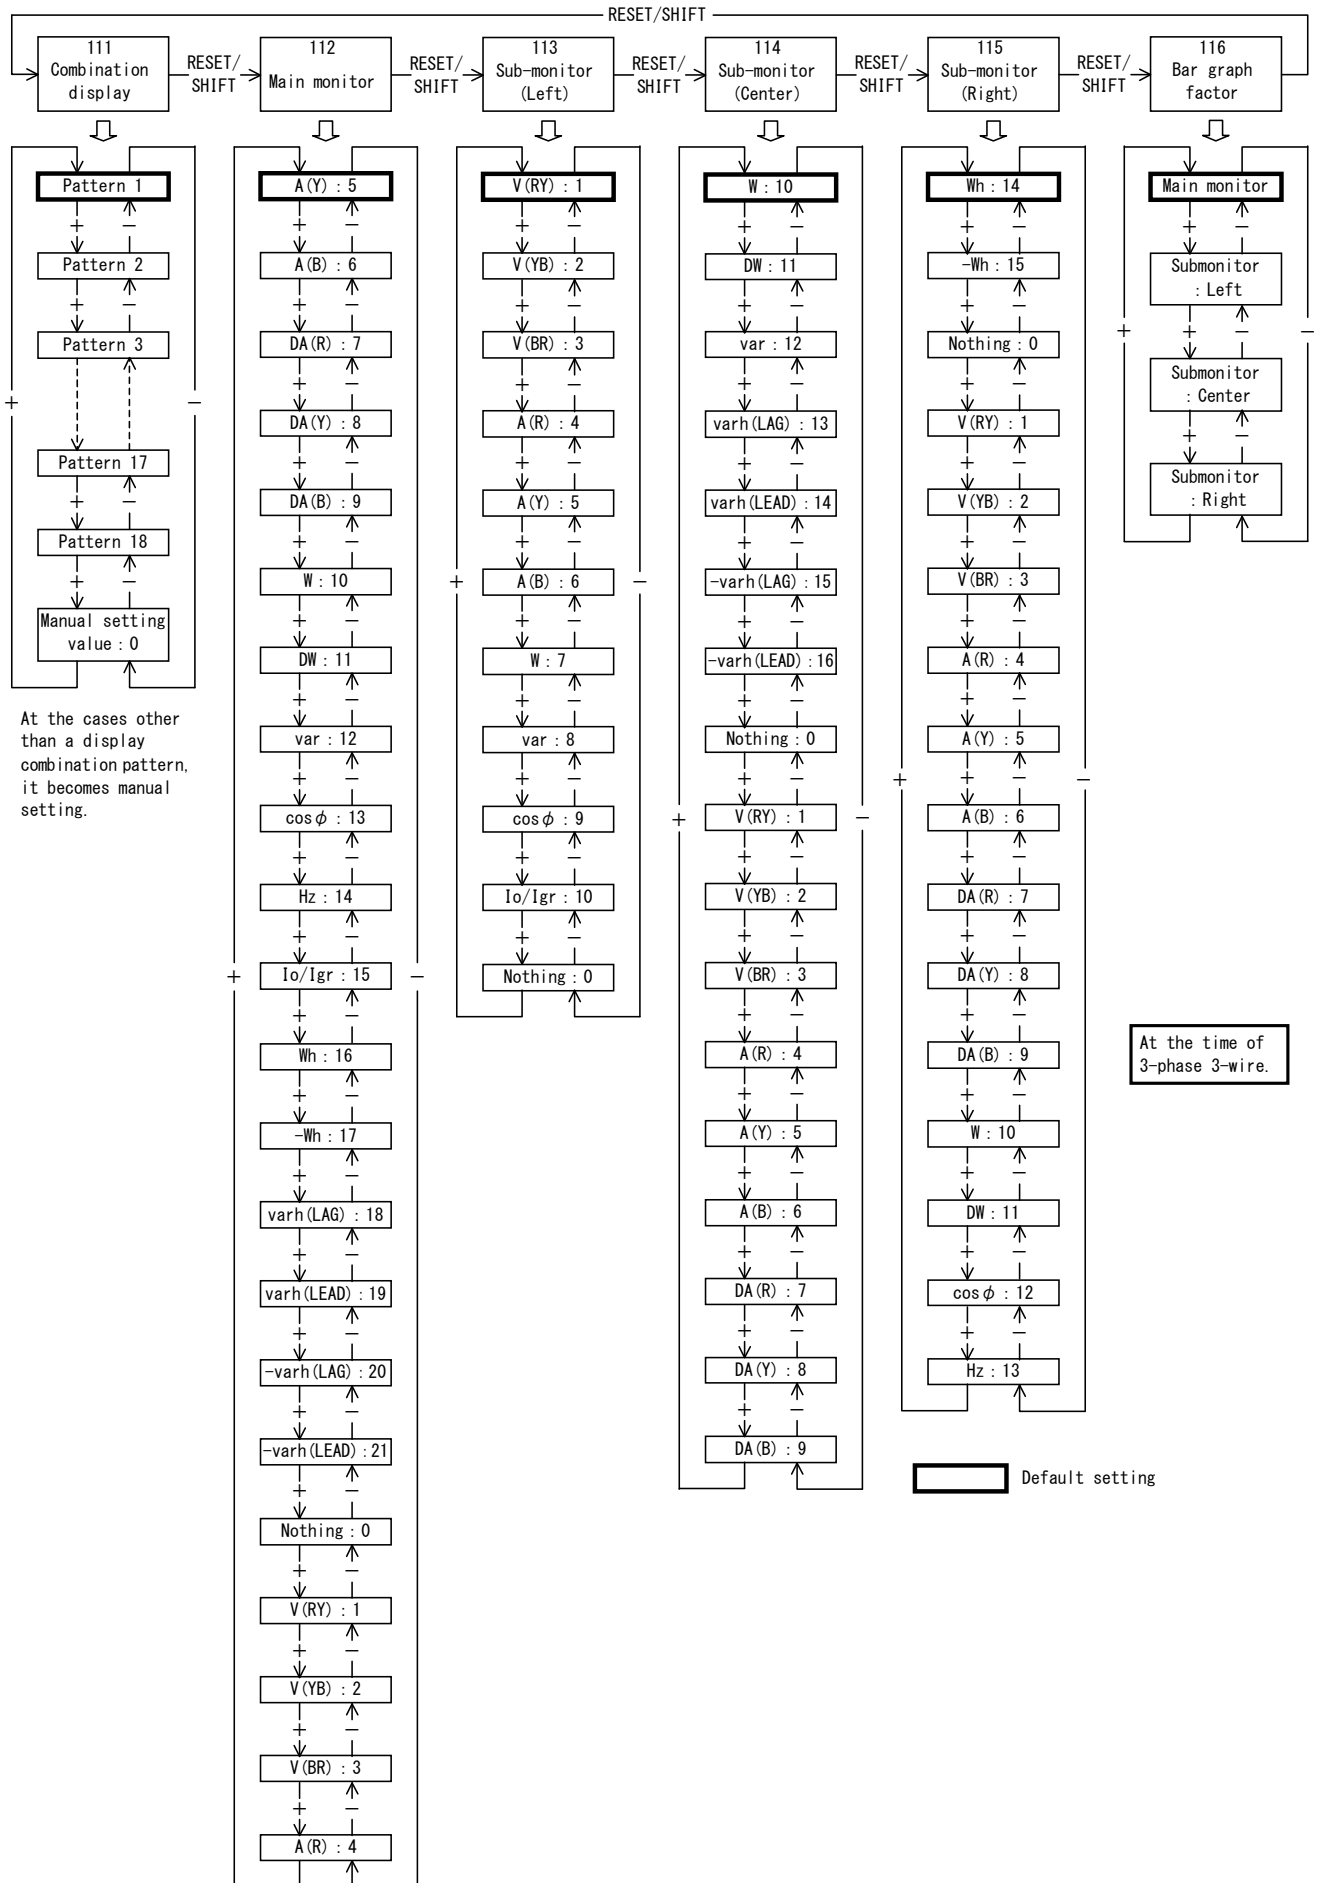 RESET/SHIFT
111
Combination
display
RESET/
SHIFT
112
Main monitor
RESET/
SHIFT
113
Sub-monitor
(Left)
RESET/
SHIFT
114
Sub-monitor
(Center)
RESET/
SHIFT
115
Sub-monitor
(Right)
RESET/
SHIFT
116
Bar graph
factor
Pattern 1
+ −
Pattern 2
+ −
Pattern 3
+ −
Pattern 17
+ −
Pattern 18
+ −
Manual setting
value : 0
At the cases other
than a display
combination pattern,
it becomes manual
setting.
A(Y) : 5
+ −
A(B) : 6
+ −
DA(R) : 7
+ −
DA(Y) : 8
+ −
DA(B) : 9
+ −
W : 10
+ −
DW : 11
+ −
var : 12
+ −
cosφ : 13
+ −
Hz : 14
+ −
+ Io/Igr : 15 −
+ −
Wh : 16
+ −
-Wh : 17
+ −
varh(LAG) : 18
+ −
varh(LEAD) : 19
+ −
-varh(LAG) : 20
+ −
-varh(LEAD) : 21
+ −
Nothing : 0
+ −
V(RY) : 1
+ −
V(YB) : 2
+ −
V(BR) : 3
+ −
A(R) : 4
V(RY) : 1
+ −
V(YB) : 2
+ −
V(BR) : 3
+ −
A(R) : 4
+ −
A(Y) : 5
+ −
+ A(B) : 6 −
+ −
W : 7
+ −
var : 8
+ −
cosφ : 9
+ −
Io/Igr : 10
+ −
Nothing : 0
W : 10
+ −
DW : 11
+ −
var : 12
+ −
varh(LAG) : 13
+ −
varh(LEAD) : 14
+ −
-varh(LAG) : 15
+ −
-varh(LEAD) : 16
+ −
Nothing : 0
+ −
+ V(RY) : 1 −
+ −
V(YB) : 2
+ −
V(BR) : 3
+ −
A(R) : 4
+ −
A(Y) : 5
+ −
A(B) : 6
+ −
DA(R) : 7
+ −
DA(Y) : 8
+ −
DA(B) : 9
Wh : 14
+ −
-Wh : 15
+ −
Nothing : 0
+ −
V(RY) : 1
+ −
V(YB) : 2
+ −
V(BR) : 3
+ −
A(R) : 4
+ −
A(Y) : 5
+ + − −
A(B) : 6
+ −
DA(R) : 7
+ −
DA(Y) : 8
+ −
DA(B) : 9
+ −
W : 10
+ −
DW : 11
+ −
cosφ : 12
+ −
Hz : 13
Main monitor
+ −
Submonitor
: Left
+ + − −
Submonitor
: Center
+ −
Submonitor
: Right
At the time of
3-phase 3-wire.
Default setting